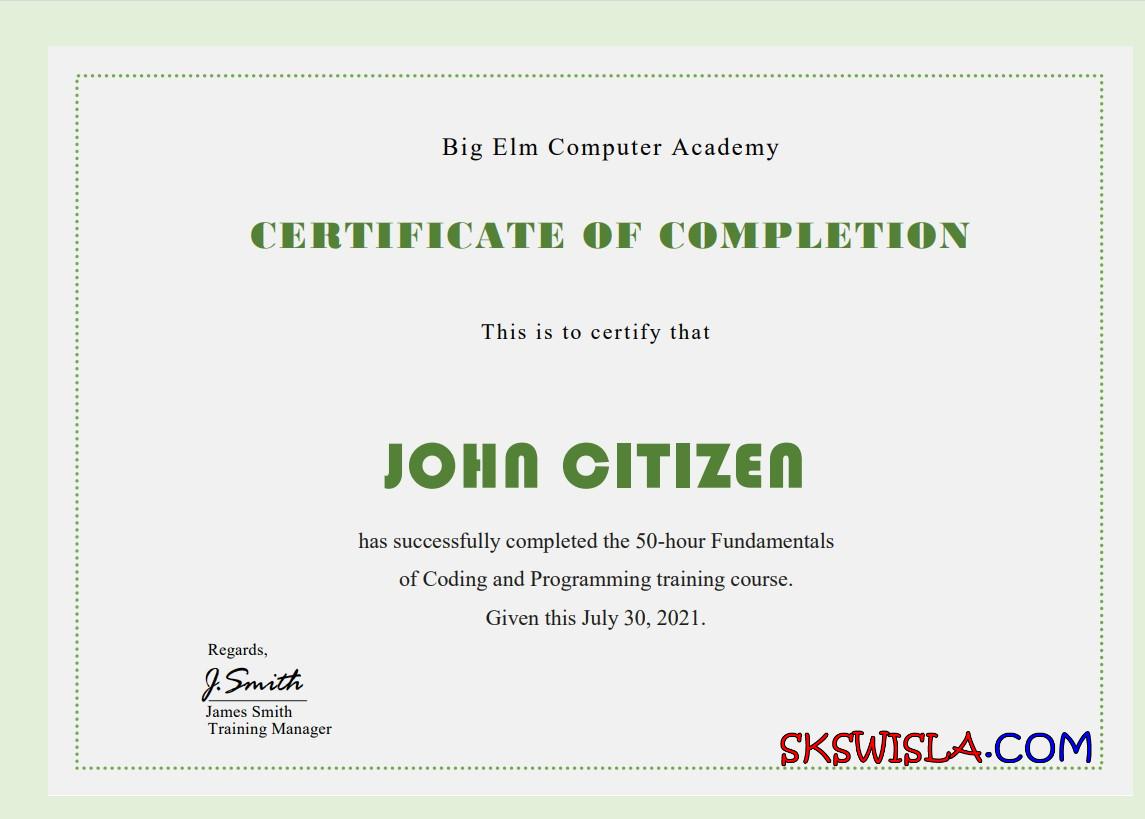 Big Elm Computer Academy
CERTIFICATE OF COMPLETION
This is to certify that
JOHN CITIZEN
has successfully completed the 50-hour Fundamentals
of Coding and Programming training course.
Given this July 30, 2021.
Regards,
J.Smith
James Smith
Training Manager
SKSWISLA.COM